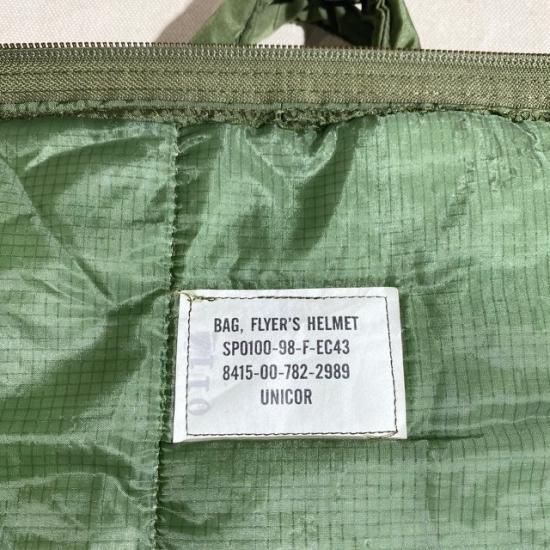 BAG, FLYER'S HELMET
SP0100-98-F-EC43
8415-00-782-2989
UNICOR